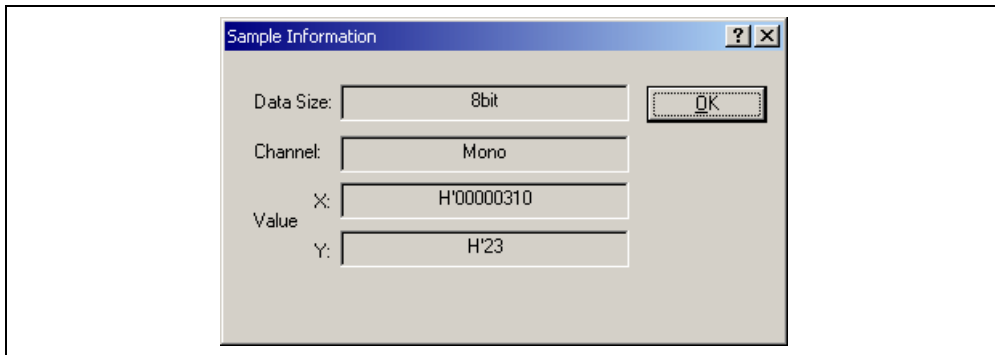 Sample Information
Data Size: 8bit OK
Channel: Mono
X: H'00000310
Value
Y: H'23